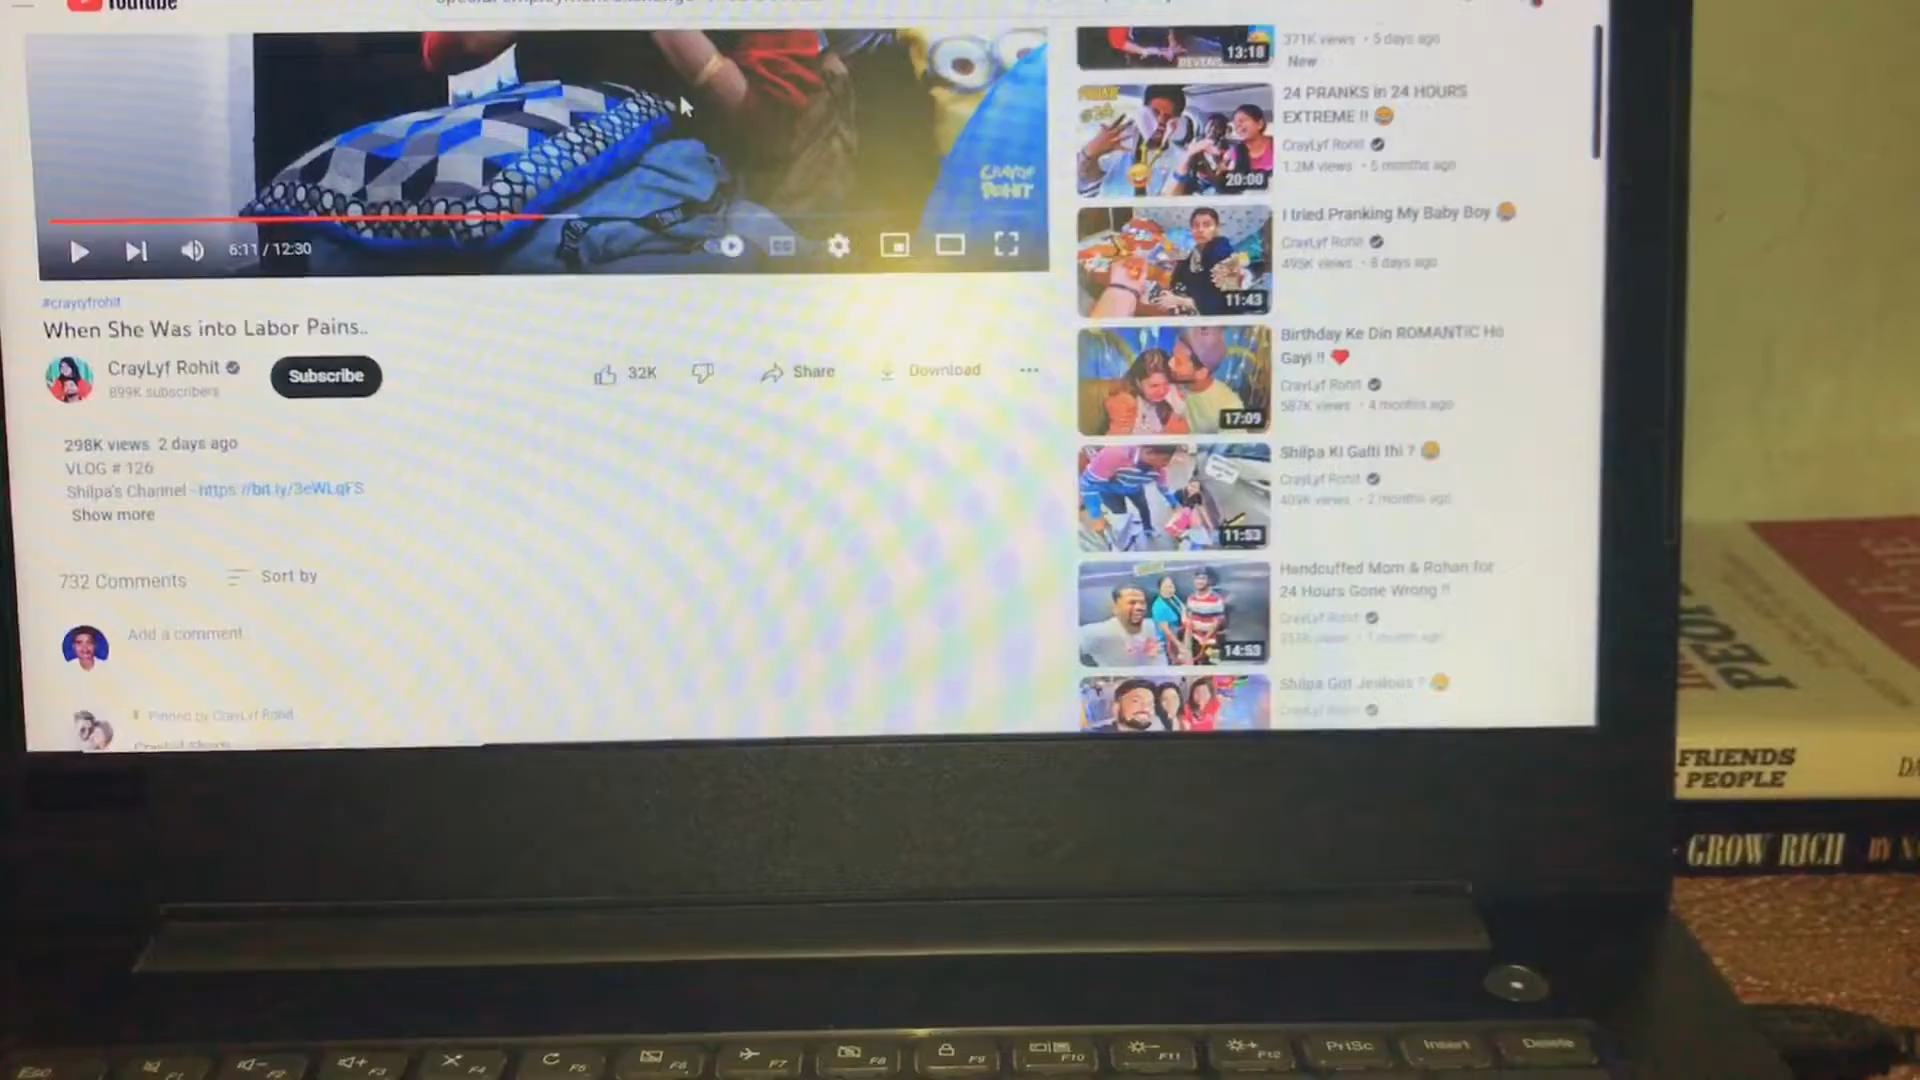 YouTube
CRAYLYF
ROHIT
6:11 / 12:30
CC
#craylyfrohit
When She Was into Labor Pains..
CrayLyf Rohit
899K subscribers
Subscribe
32K
Share
Download
298K views 2 days ago
VLOG # 126
Shilpa's Channel - https://bit.ly/3eWLqFS
Show more
732 Comments
Sort by
Add a comment
Pinned by CrayLyf Rohit
13:18
371K views • 5 days ago
New
24 PRANKS in 24 HOURS
EXTREME !!
CrayLyf Rohit
1.2M views • 5 months ago
20:00
I tried Pranking My Baby Boy
CrayLyf Rohit
495K views • 8 days ago
11:43
Birthday Ke Din ROMANTIC Ho
Gayi !!
CrayLyf Rohit
587K views • 4 months ago
17:09
Shilpa Ki Galti thi ?
CrayLyf Rohit
409K views • 2 months ago
11:53
Handcuffed Mom & Rohan for
24 Hours Gone Wrong !!
CrayLyf Rohit
1 month ago
14:53
Shilpa Got Jealous ?
CrayLyf Rohit
FRIENDS
PEOPLE
GROW RICH
BY
Esc
F1
F2
F3
F4
F5
F6
F7
F8
F9
F10
F11
F12
PrtSc
Insert
Delete